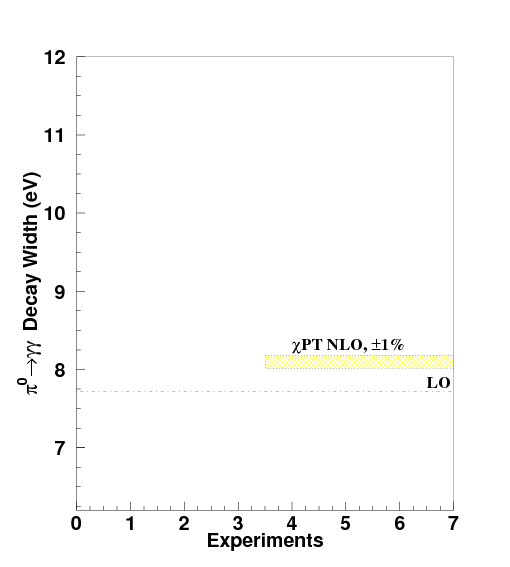 12
11
10
9
8
7
π⁰→γγ Decay Width (eV)
χPT NLO, ±1%
LO
0 1 2 3 4 5 6 7
Experiments